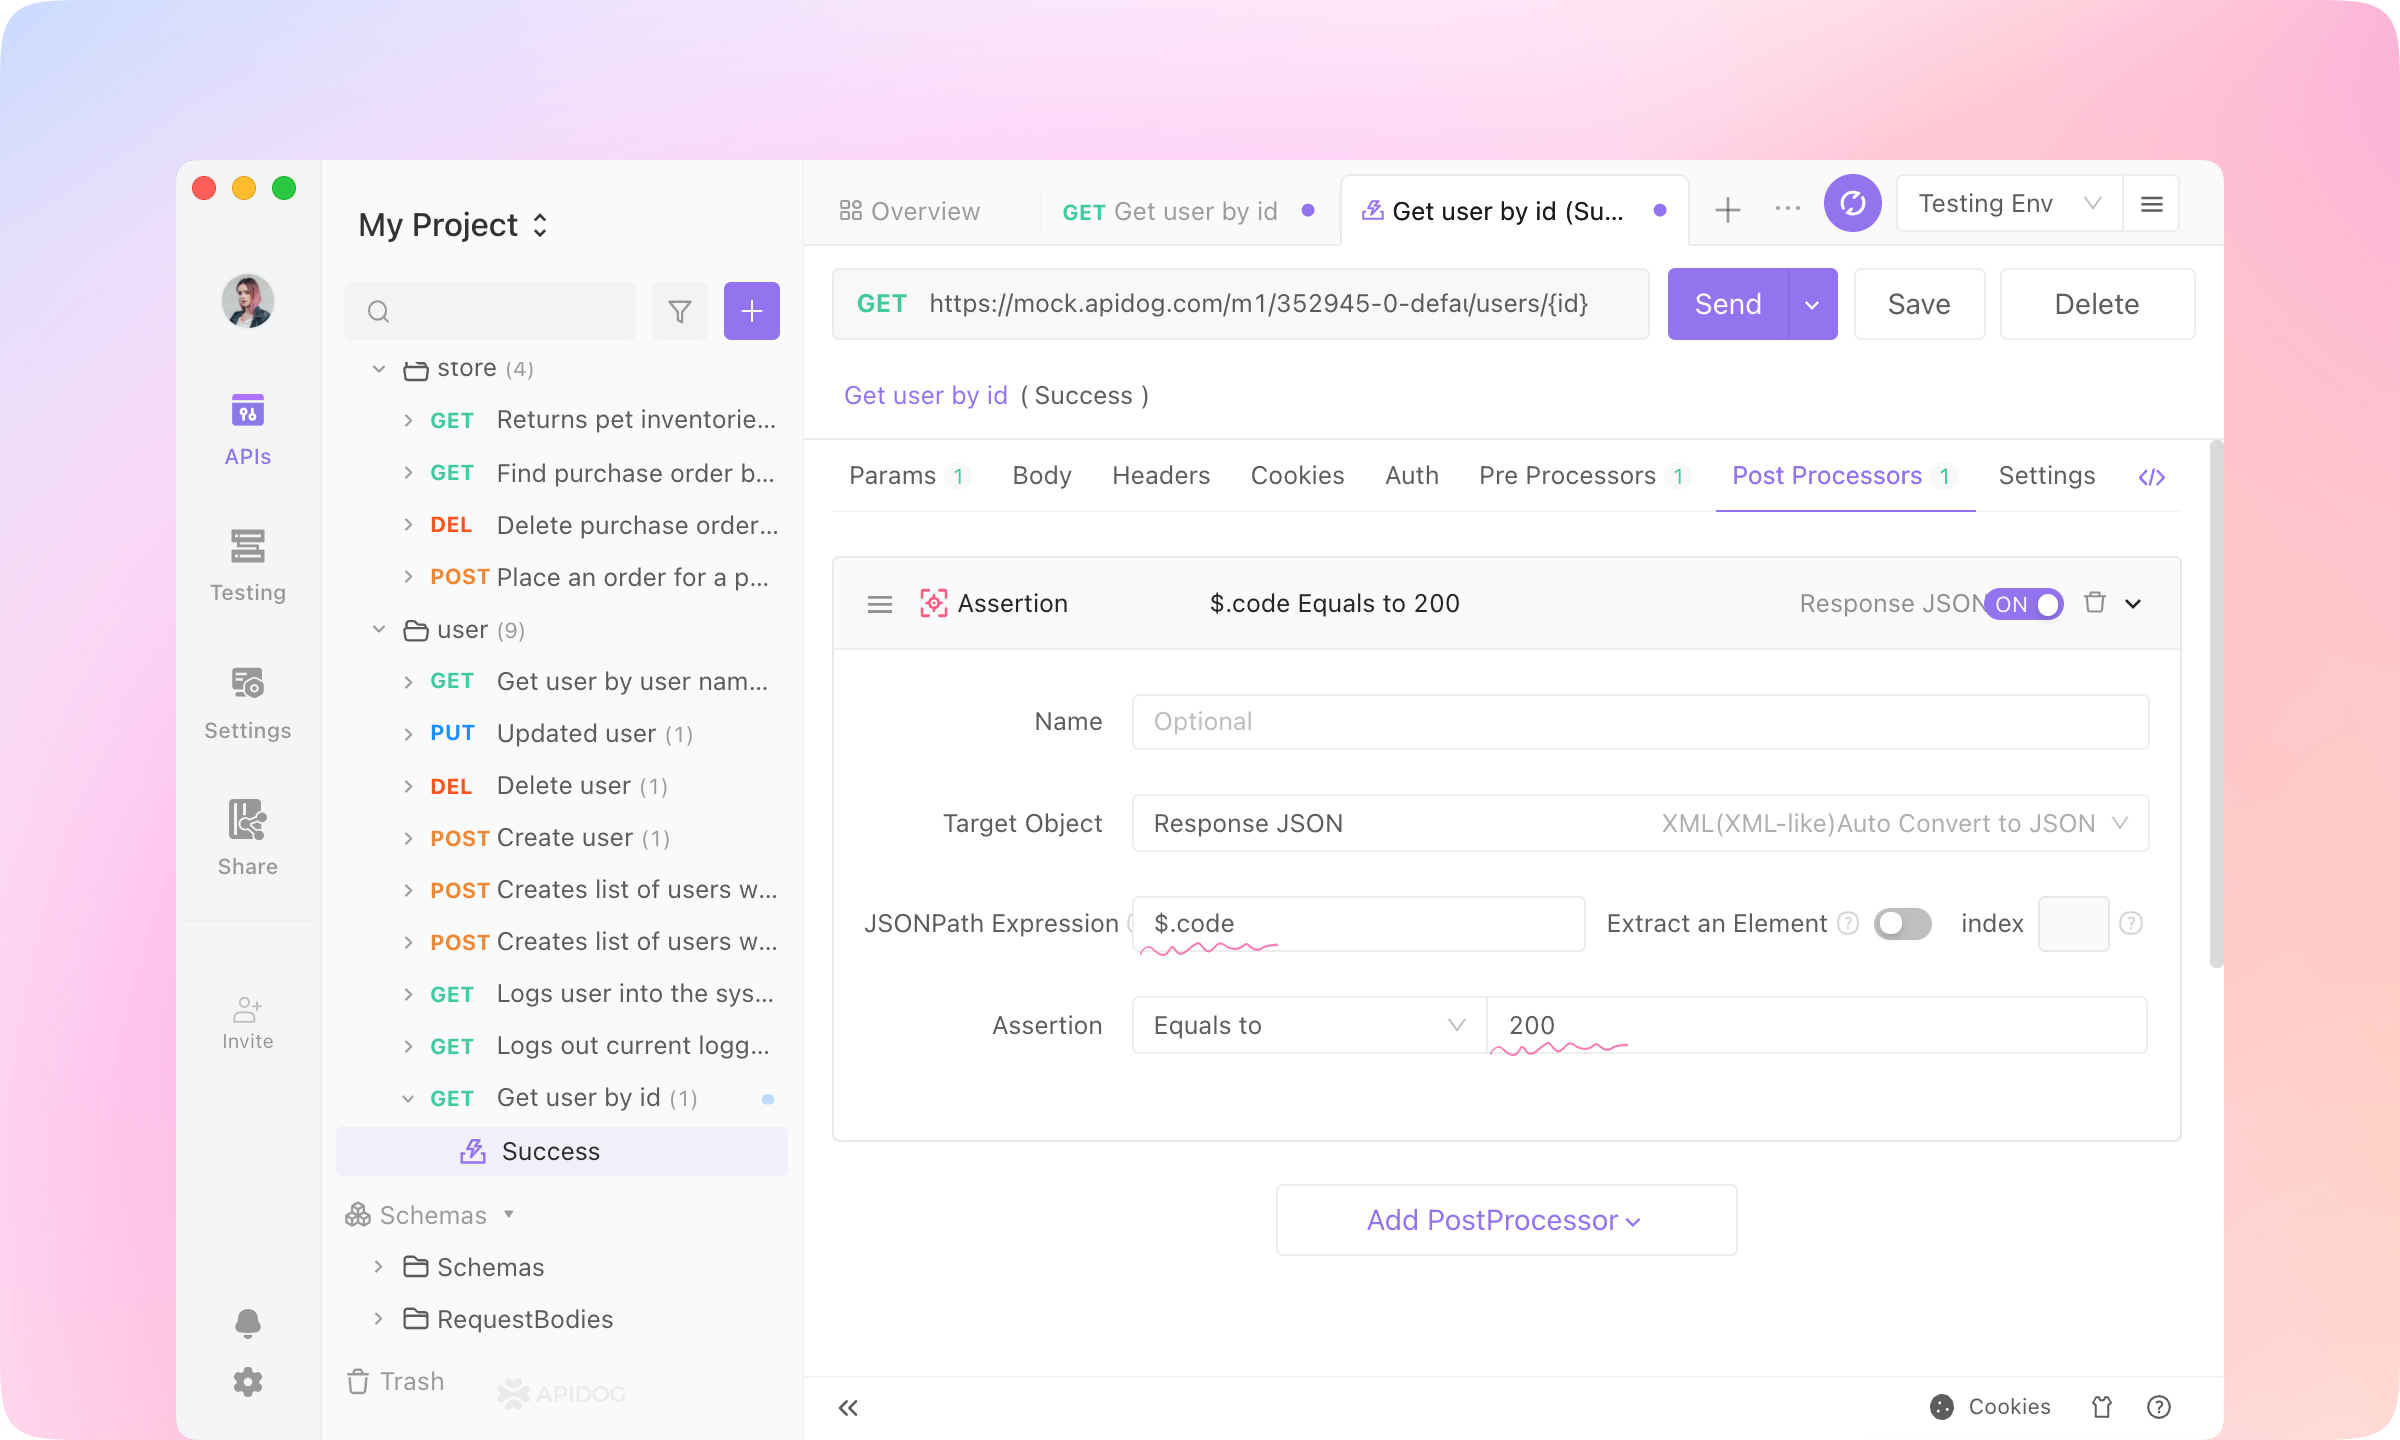 My Project
APIs
Testing
Settings
Share
Invite
store (4)
GET Returns pet inventorie...
GET Find purchase order b...
DEL Delete purchase order...
POST Place an order for a p...
user (9)
GET Get user by user nam...
PUT Updated user (1)
DEL Delete user (1)
POST Create user (1)
POST Creates list of users w...
POST Creates list of users w...
GET Logs user into the sys...
GET Logs out current logg...
GET Get user by id (1)
Success
Schemas
Schemas
RequestBodies
Trash
APIDOG
Overview
GET Get user by id
Get user by id (Su...
Testing Env
GET https://mock.apidog.com/m1/352945-0-defau/users/{id}
Send
Save
Delete
Get user by id ( Success )
Params 1
Body
Headers
Cookies
Auth
Pre Processors 1
Post Processors 1
Settings
Assertion $.code Equals to 200 Response JSON ON
Name Optional
Target Object Response JSON XML(XML-like)Auto Convert to JSON
JSONPath Expression $.code Extract an Element ? index ?
Assertion Equals to 200
Add PostProcessor
Cookies